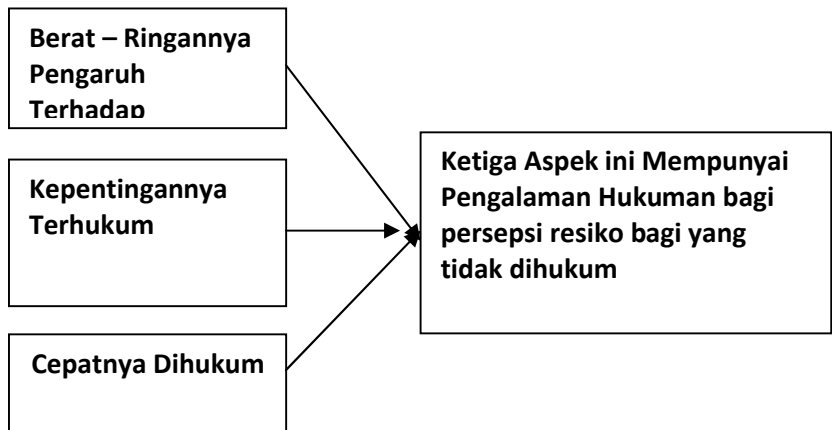 Berat – Ringannya
Pengaruh
Terhadap
Kepentingannya
Terhukum
Cepatnya Dihukum
Ketiga Aspek ini Mempunyai
Pengalaman Hukuman bagi
persepsi resiko bagi yang
tidak dihukum